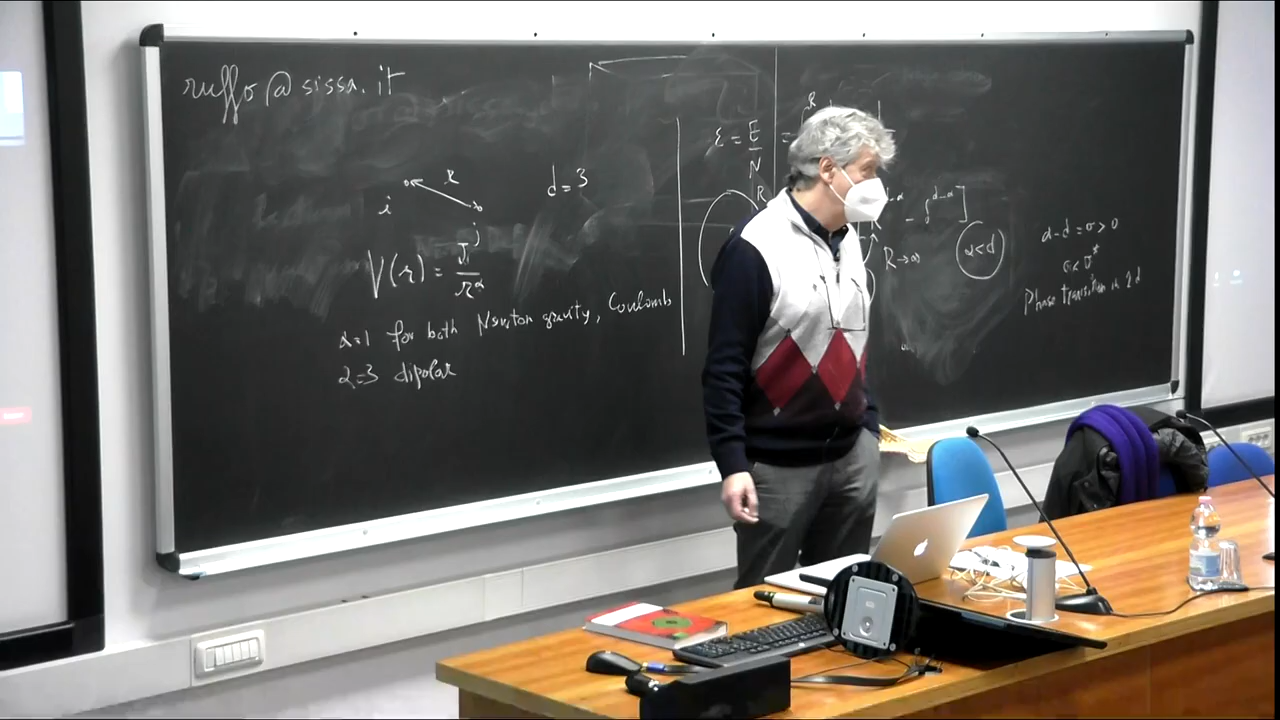 ruffo@sissa.it
r
i
j
d=3
V(r) = J/r^α
α=1 for both Newton gravity, Coulomb
α=3 dipolar
R
ε = E/N =
R
- δ^{d-α} ]
R→∞
α<d
α-d=σ>0
σ<σ*
Phase transition in 1d